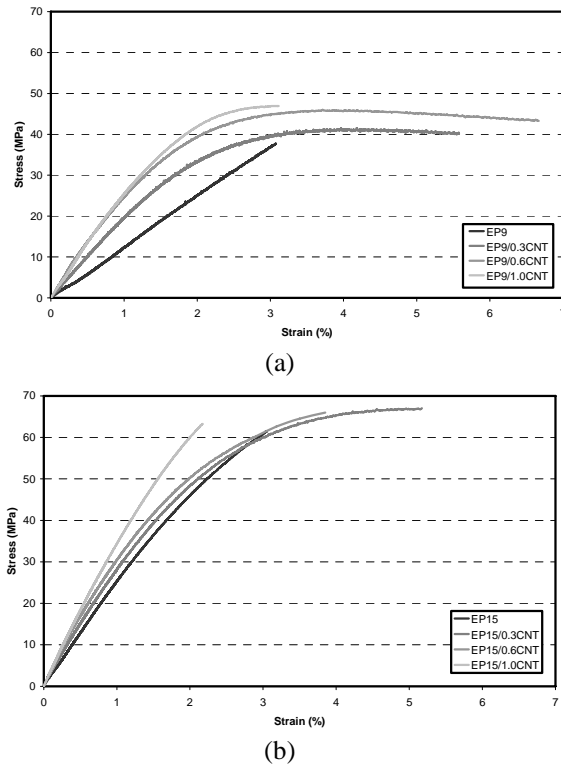 70
60
50
40
30
20
10
0
Stress (MPa)
EP9
EP9/0.3CNT
EP9/0.6CNT
EP9/1.0CNT
0 1 2 3 4 5 6 7
Strain (%)
(a)
70
60
50
40
30
20
10
0
Stress (MPa)
EP15
EP15/0.3CNT
EP15/0.6CNT
EP15/1.0CNT
0 1 2 3 4 5 6 7
Strain (%)
(b)